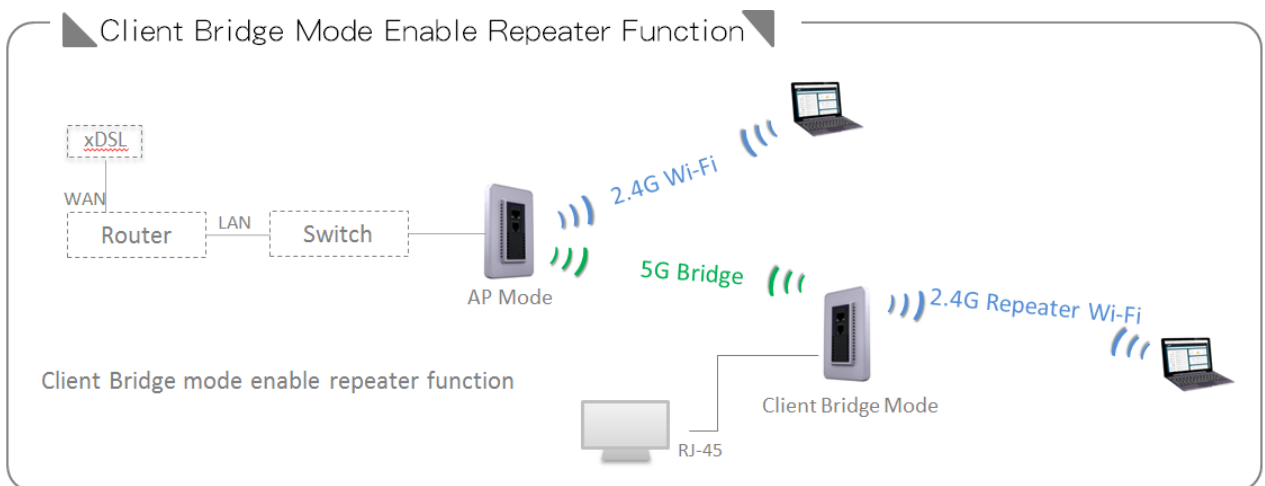 Client Bridge Mode Enable Repeater Function
xDSL
WAN
Router
LAN
Switch
AP Mode
2.4G Wi-Fi
5G Bridge
2.4G Repeater Wi-Fi
Client Bridge mode enable repeater function
Client Bridge Mode
RJ-45